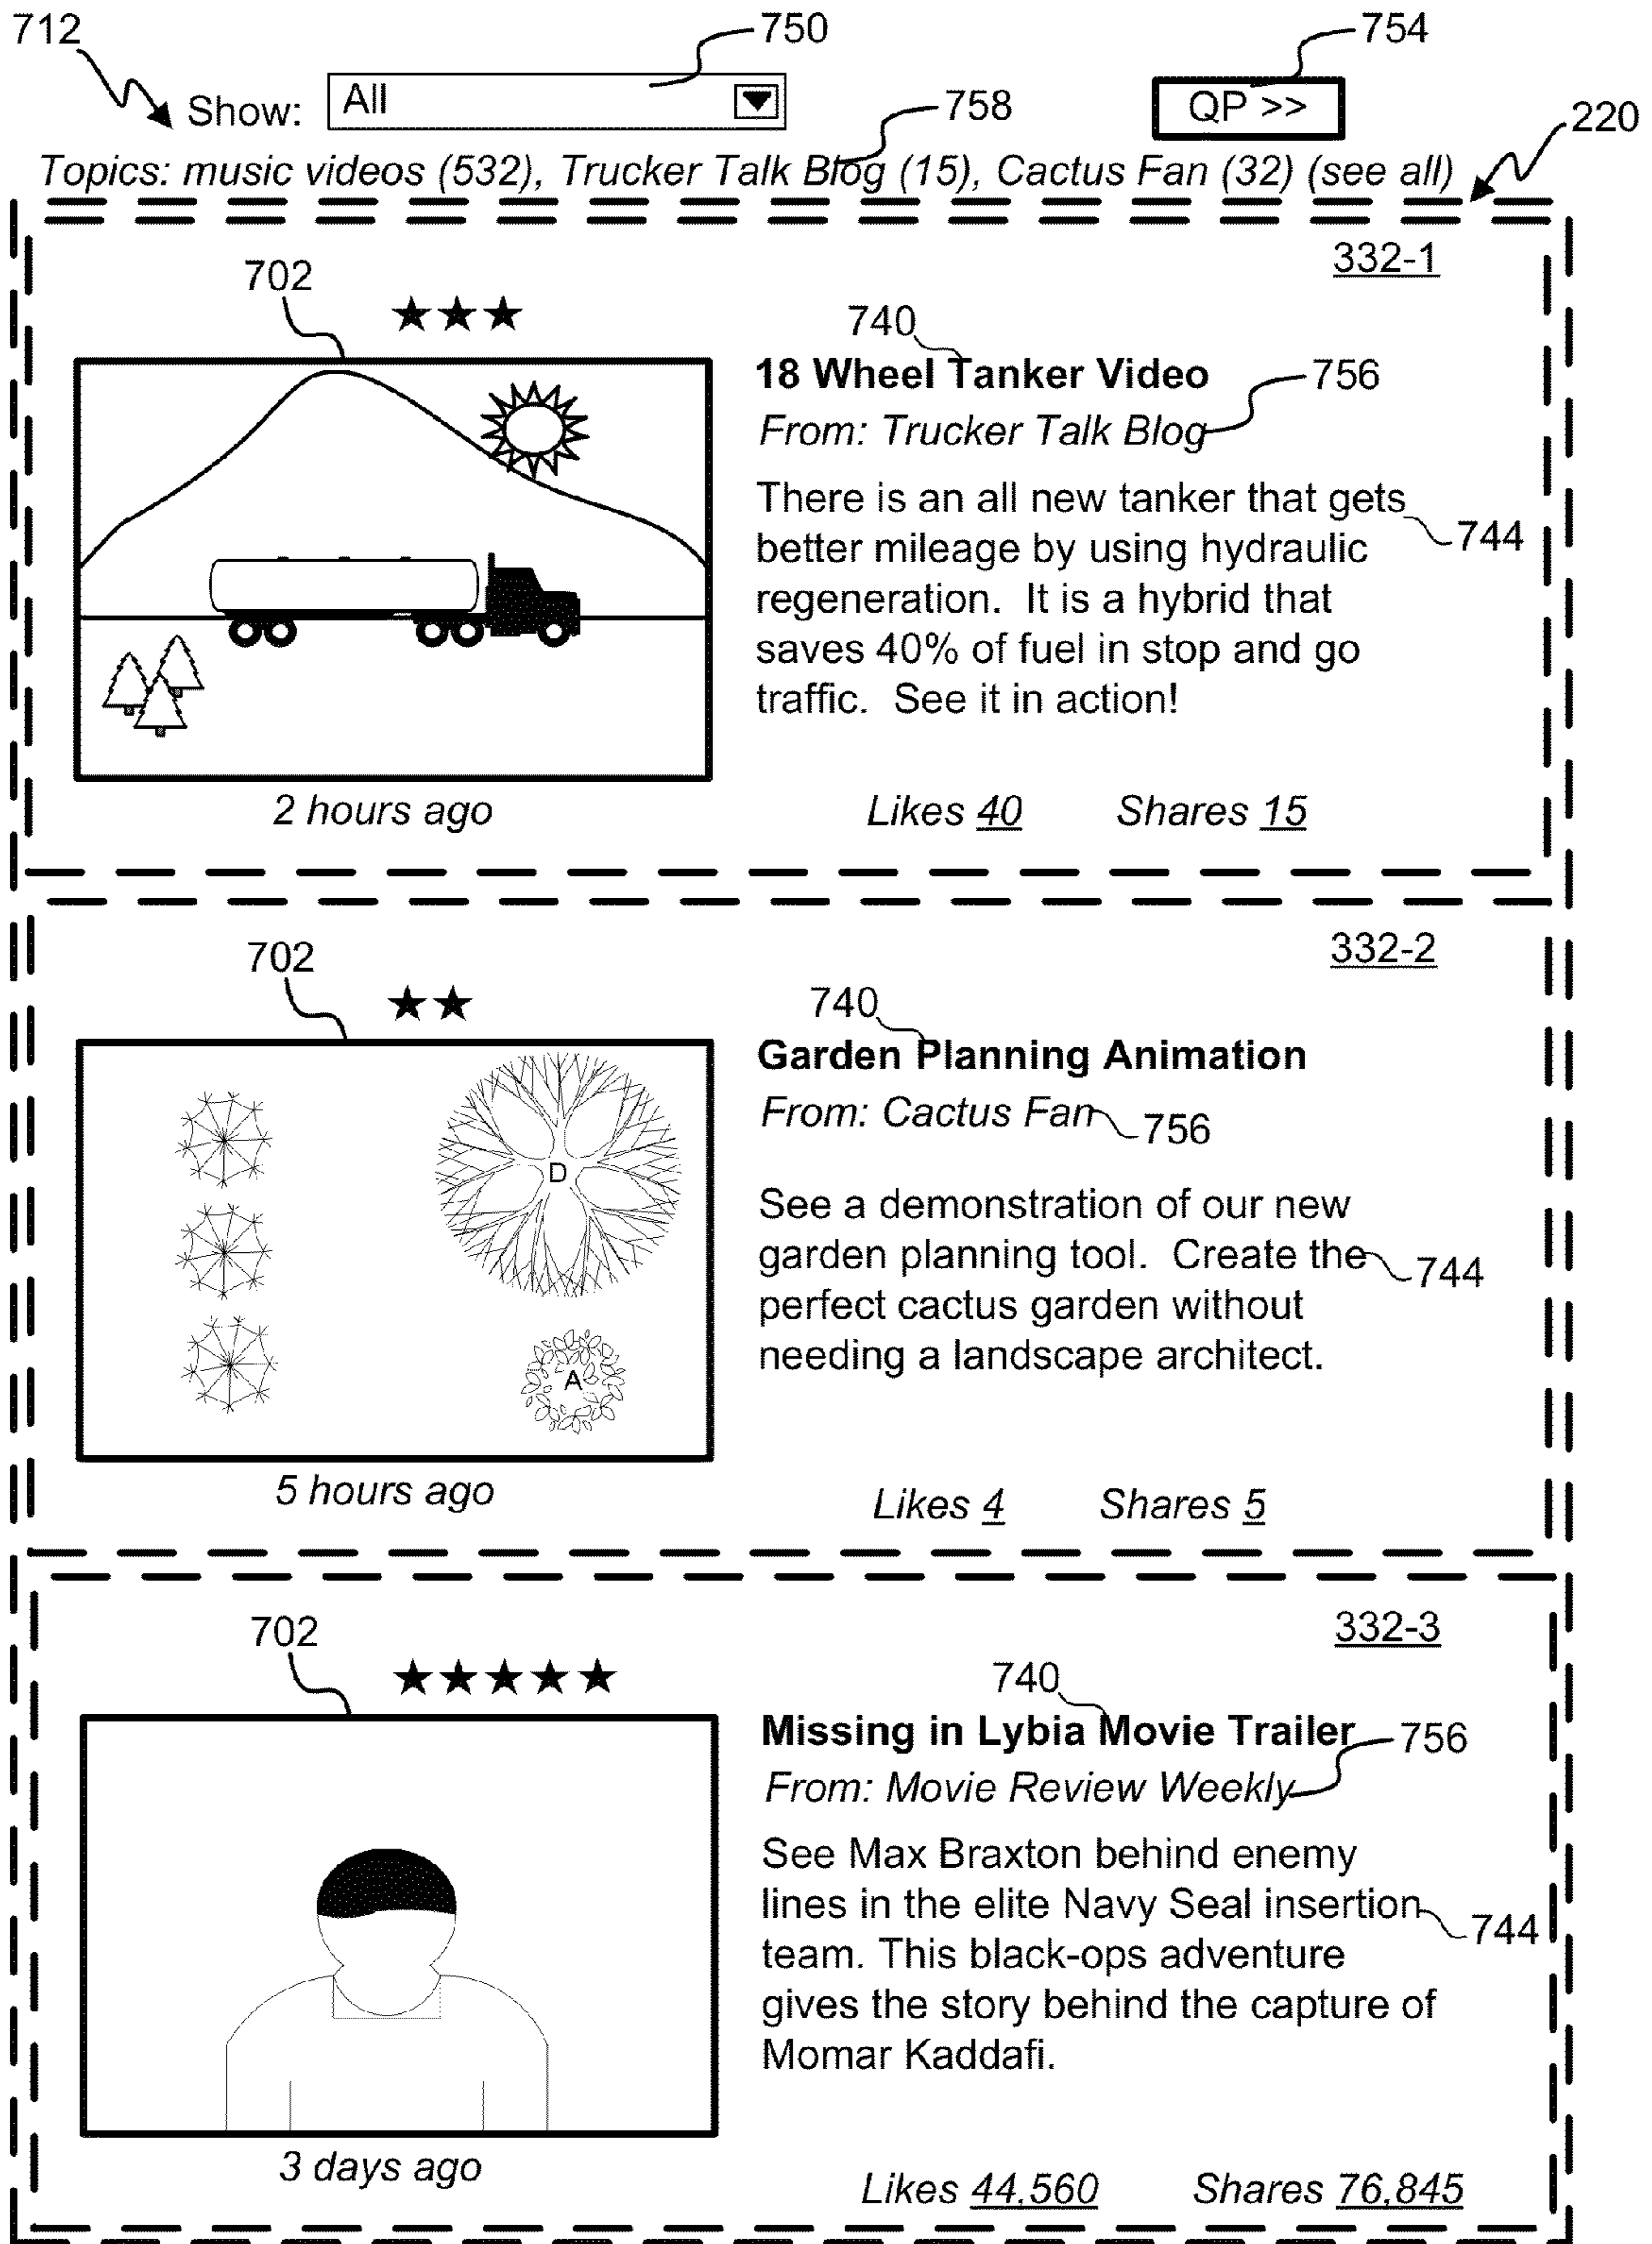 712
750
754
Show: All
QP >>
758
220
Topics: music videos (532), Trucker Talk Blog (15), Cactus Fan (32) (see all)
332-1
702
740
18 Wheel Tanker Video
756
From: Trucker Talk Blog
There is an all new tanker that gets
744
better mileage by using hydraulic
regeneration. It is a hybrid that
saves 40% of fuel in stop and go
traffic. See it in action!
2 hours ago
Likes 40 Shares 15
332-2
702
740
Garden Planning Animation
From: Cactus Fan
756
D
See a demonstration of our new
garden planning tool. Create the
744
perfect cactus garden without
needing a landscape architect.
A
5 hours ago
Likes 4 Shares 5
332-3
702
740
Missing in Lybia Movie Trailer
756
From: Movie Review Weekly
See Max Braxton behind enemy
lines in the elite Navy Seal insertion
744
team. This black-ops adventure
gives the story behind the capture of
Momar Kaddafi.
3 days ago
Likes 44,560 Shares 76,845